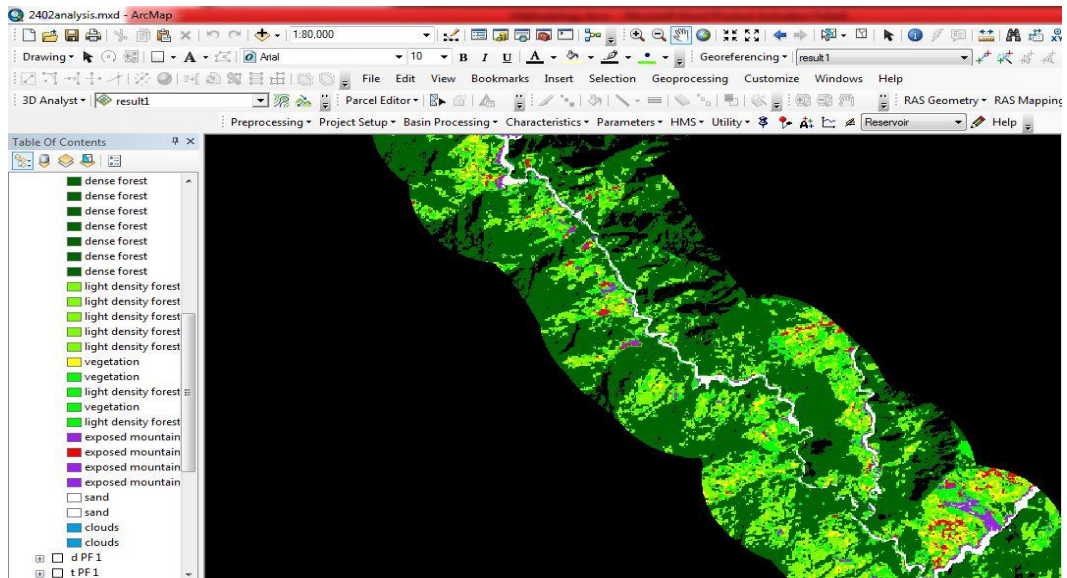 2402analysis.mxd - ArcMap
1:80,000
Drawing A Arial 10 B I U A Georeferencing result1
File Edit View Bookmarks Insert Selection Geoprocessing Customize Windows Help
3D Analyst result1 Parcel Editor RAS Geometry RAS Mapping
Preprocessing Project Setup Basin Processing Characteristics Parameters HMS Utility Reservoir Help
Table Of Contents
dense forest
dense forest
dense forest
dense forest
dense forest
dense forest
dense forest
light density forest
light density forest
light density forest
light density forest
light density forest
vegetation
vegetation
light density forest
vegetation
light density forest
exposed mountain
exposed mountain
exposed mountain
exposed mountain
sand
sand
clouds
clouds
d PF 1
t PF 1